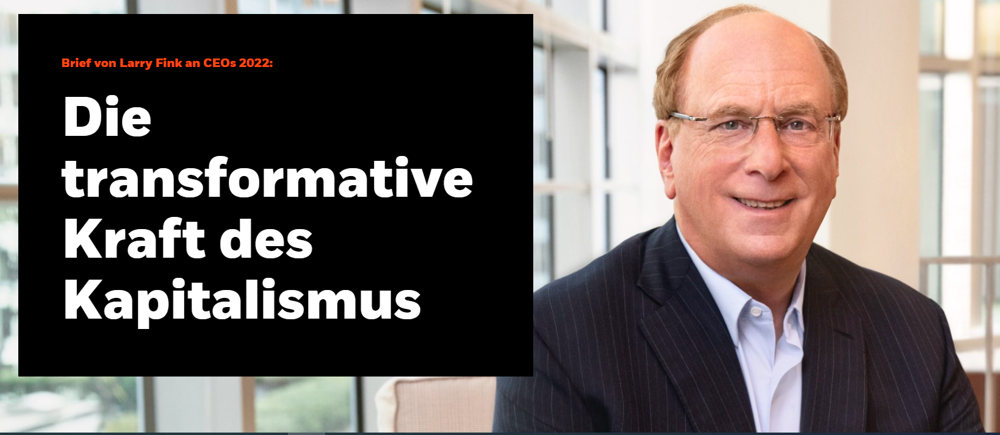 Brief von Larry Fink an CEOs 2022:
Die
transformative
Kraft des
Kapitalismus